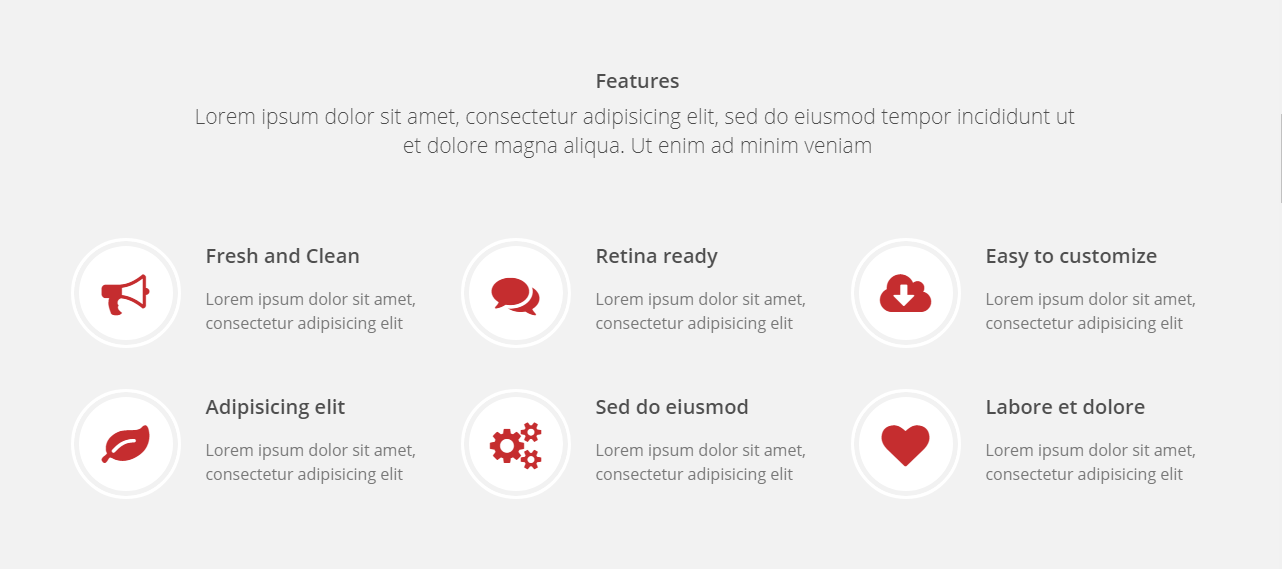 Features
Lorem ipsum dolor sit amet, consectetur adipisicing elit, sed do eiusmod tempor incididunt ut
et dolore magna aliqua. Ut enim ad minim veniam
Fresh and Clean
Lorem ipsum dolor sit amet,
consectetur adipisicing elit
Retina ready
Lorem ipsum dolor sit amet,
consectetur adipisicing elit
Easy to customize
Lorem ipsum dolor sit amet,
consectetur adipisicing elit
Adipisicing elit
Lorem ipsum dolor sit amet,
consectetur adipisicing elit
Sed do eiusmod
Lorem ipsum dolor sit amet,
consectetur adipisicing elit
Labore et dolore
Lorem ipsum dolor sit amet,
consectetur adipisicing elit